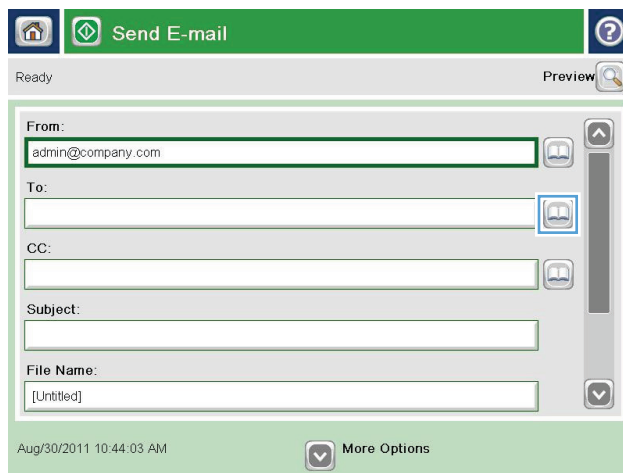 Send E-mail
?
Ready
Preview
From:
admin@company.com
To:
CC:
Subject:
File Name:
[Untitled]
Aug/30/2011 10:44:03 AM
More Options